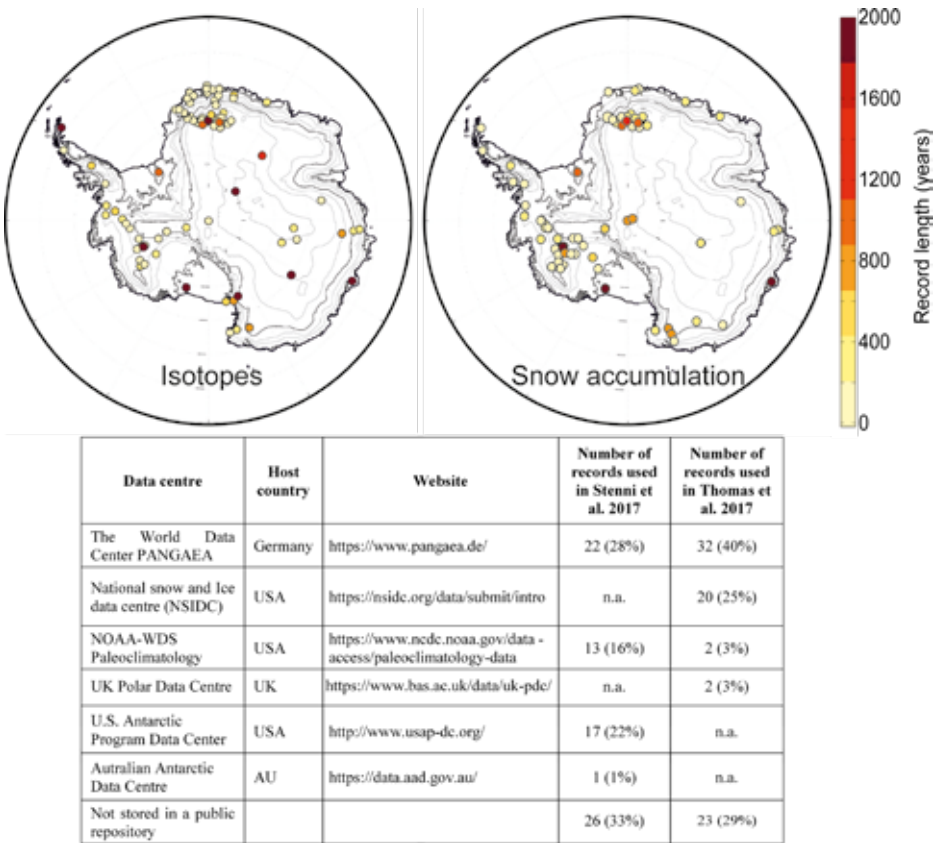 2000
1600
1200
800
400
0
Record length (years)
Isotopes
Snow accumulation
Data centre
Host
country
Website
Number of
records used
in Stenni et
al. 2017
Number of
records used
in Thomas et
al. 2017
The World Data
Center PANGAEA
Germany
https://www.pangaea.de/
22 (28%)
32 (40%)
National snow and Ice
data centre (NSIDC)
USA
https://nsidc.org/data/submit/intro
n.a.
20 (25%)
NOAA-WDS
Paleoclimatology
USA
https://www.ncdc.noaa.gov/data -
access/paleoclimatology-data
13 (16%)
2 (3%)
UK Polar Data Centre
UK
https://www.bas.ac.uk/data/uk-pdc/
n.a.
2 (3%)
U.S. Antarctic
Program Data Center
USA
http://www.usap-dc.org/
17 (22%)
n.a.
Autralian Antarctic
Data Centre
AU
https://data.aad.gov.au/
1 (1%)
n.a.
Not stored in a public
repository
26 (33%)
23 (29%)